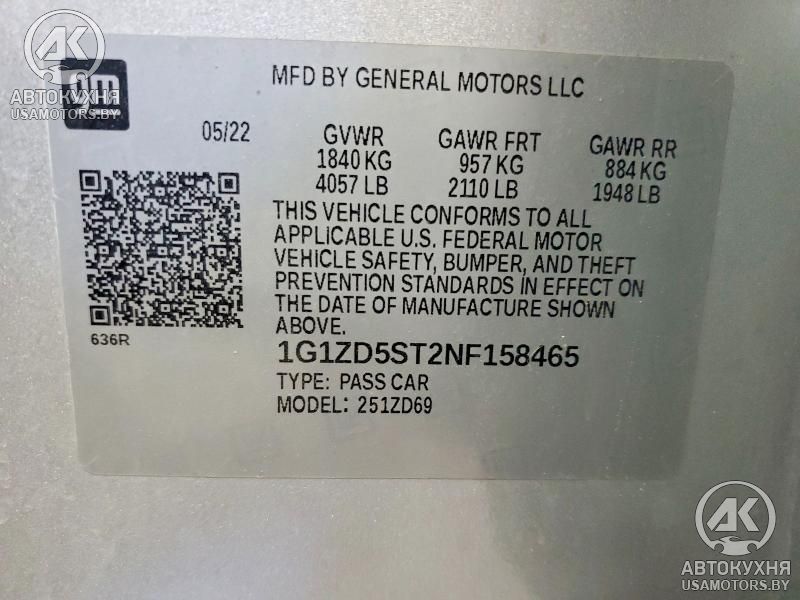 AK
gm
АВТОКУХНЯ
USAMOTORS.BY
MFD BY GENERAL MOTORS LLC
05/22 GVWR GAWR FRT GAWR RR
1840 KG 957 KG 884 KG
4057 LB 2110 LB 1948 LB
THIS VEHICLE CONFORMS TO ALL
APPLICABLE U.S. FEDERAL MOTOR
VEHICLE SAFETY, BUMPER, AND THEFT
PREVENTION STANDARDS IN EFFECT ON
THE DATE OF MANUFACTURE SHOWN
ABOVE.
636R
1G1ZD5ST2NF158465
TYPE: PASS CAR
MODEL: 251ZD69
AK
АВТОКУХНЯ
USAMOTORS.BY